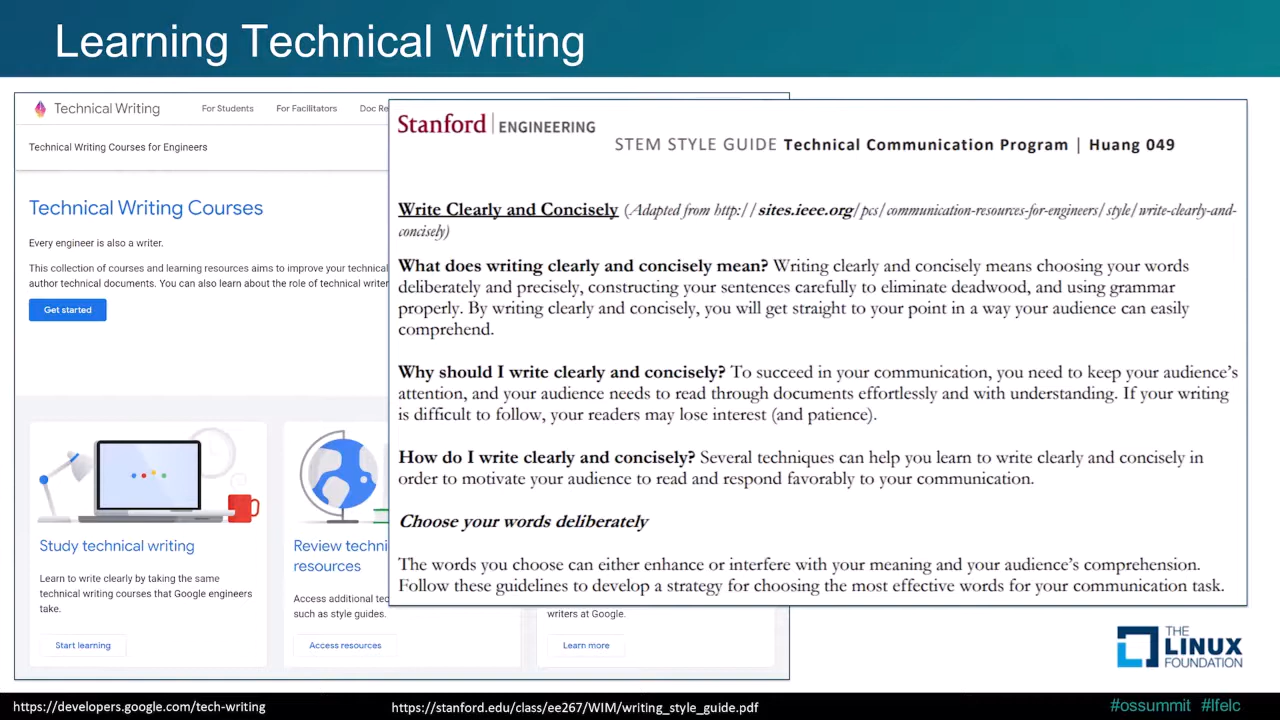 Learning Technical Writing
Technical Writing
For Students
For Facilitators
Doc Re
Technical Writing Courses for Engineers
Technical Writing Courses
Every engineer is also a writer.
This collection of courses and learning resources aims to improve your technical
author technical documents. You can also learn about the role of technical writer
Get started
Study technical writing
Learn to write clearly by taking the same
technical writing courses that Google engineers
take.
Start learning
Review techni
resources
Access additional tec
such as style guides.
Access resources
writers at Google.
Learn more
Stanford | ENGINEERING
STEM STYLE GUIDE Technical Communication Program | Huang 049
Write Clearly and Concisely (Adapted from http://sites.ieee.org/pcs/communication-resources-for-engineers/style/write-clearly-and-
concisely)
What does writing clearly and concisely mean? Writing clearly and concisely means choosing your words
deliberately and precisely, constructing your sentences carefully to eliminate deadwood, and using grammar
properly. By writing clearly and concisely, you will get straight to your point in a way your audience can easily
comprehend.
Why should I write clearly and concisely? To succeed in your communication, you need to keep your audience's
attention, and your audience needs to read through documents effortlessly and with understanding. If your writing
is difficult to follow, your readers may lose interest (and patience).
How do I write clearly and concisely? Several techniques can help you learn to write clearly and concisely in
order to motivate your audience to read and respond favorably to your communication.
Choose your words deliberately
The words you choose can either enhance or interfere with your meaning and your audience's comprehension.
Follow these guidelines to develop a strategy for choosing the most effective words for your communication task.
THE
LINUX
FOUNDATION
https://developers.google.com/tech-writing
https://stanford.edu/class/ee267/WIM/writing_style_guide.pdf
#ossummit #lfelc